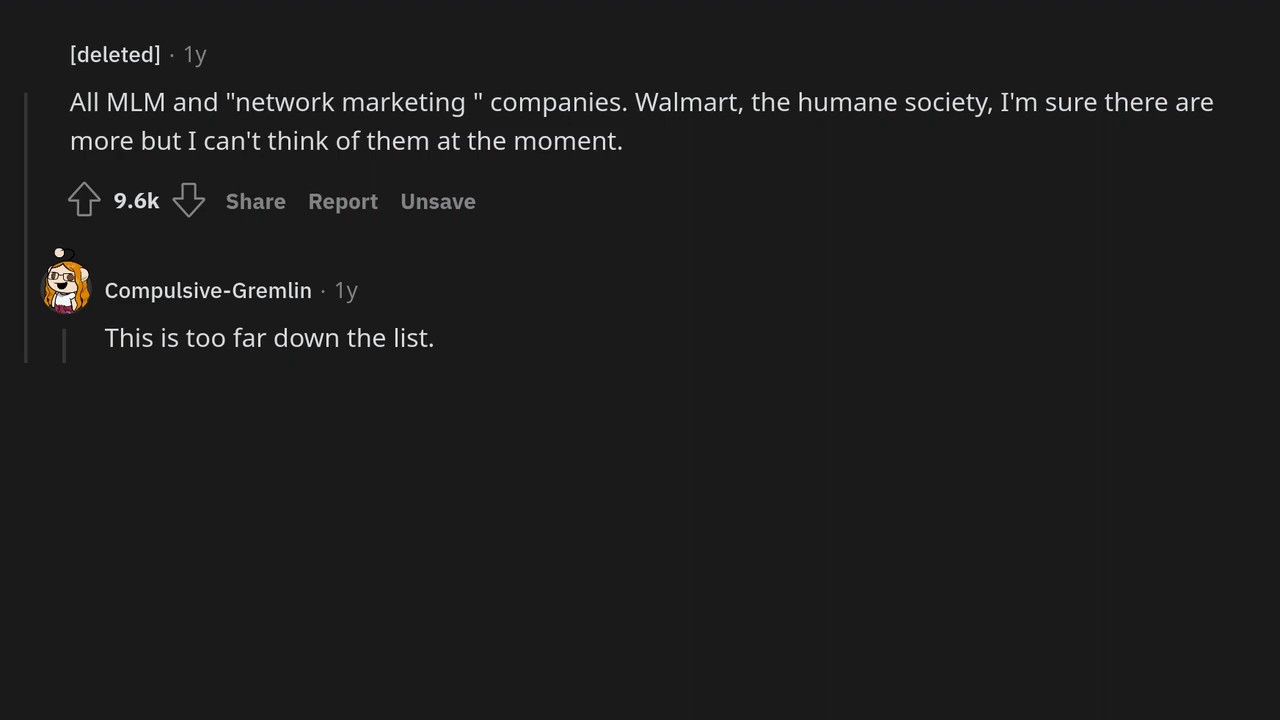 [deleted] · 1y
All MLM and "network marketing " companies. Walmart, the humane society, I'm sure there are
more but I can't think of them at the moment.
9.6k Share Report Unsave
Compulsive-Gremlin · 1y
This is too far down the list.